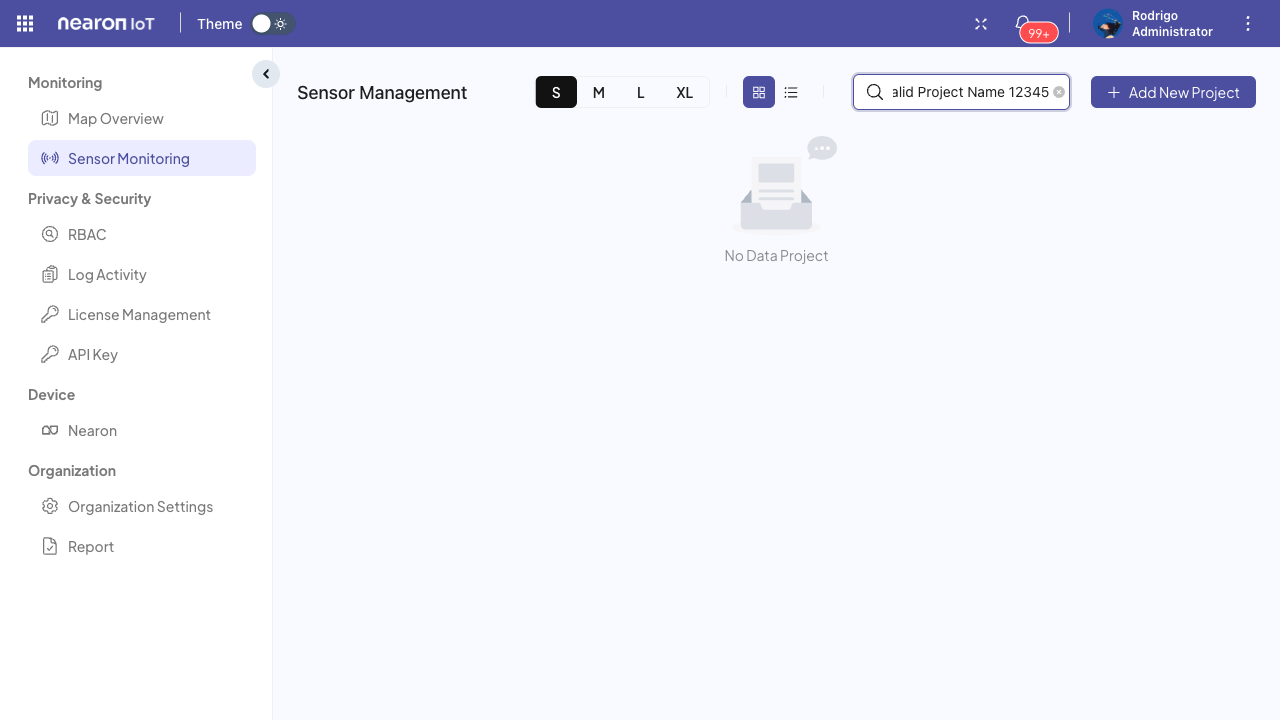 nearon IoT
Theme
99+
Rodrigo
Administrator
Monitoring
Map Overview
Sensor Monitoring
Privacy & Security
RBAC
Log Activity
License Management
API Key
Device
Nearon
Organization
Organization Settings
Report
Sensor Management
S M L XL
alid Project Name 12345
Add New Project
No Data Project